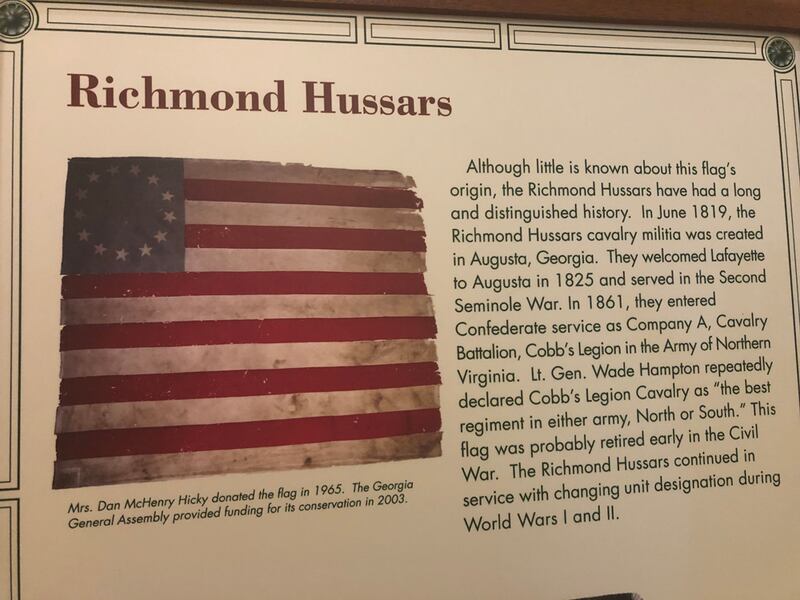 Richmond Hussars
Although little is known about this flag's
origin, the Richmond Hussars have had a long
and distinguished history. In June 1819, the
Richmond Hussars cavalry militia was created
in Augusta, Georgia. They welcomed Lafayette
to Augusta in 1825 and served in the Second
Seminole War. In 1861, they entered
Confederate service as Company A, Cavalry
Battalion, Cobb's Legion in the Army of Northern
Virginia. Lt. Gen. Wade Hampton repeatedly
declared Cobb's Legion Cavalry as "the best
regiment in either army, North or South." This
flag was probably retired early in the Civil
War. The Richmond Hussars continued in
service with changing unit designation during
World Wars I and II.
Mrs. Dan McHenry Hicky donated the flag in 1965. The Georgia
General Assembly provided funding for its conservation in 2003.